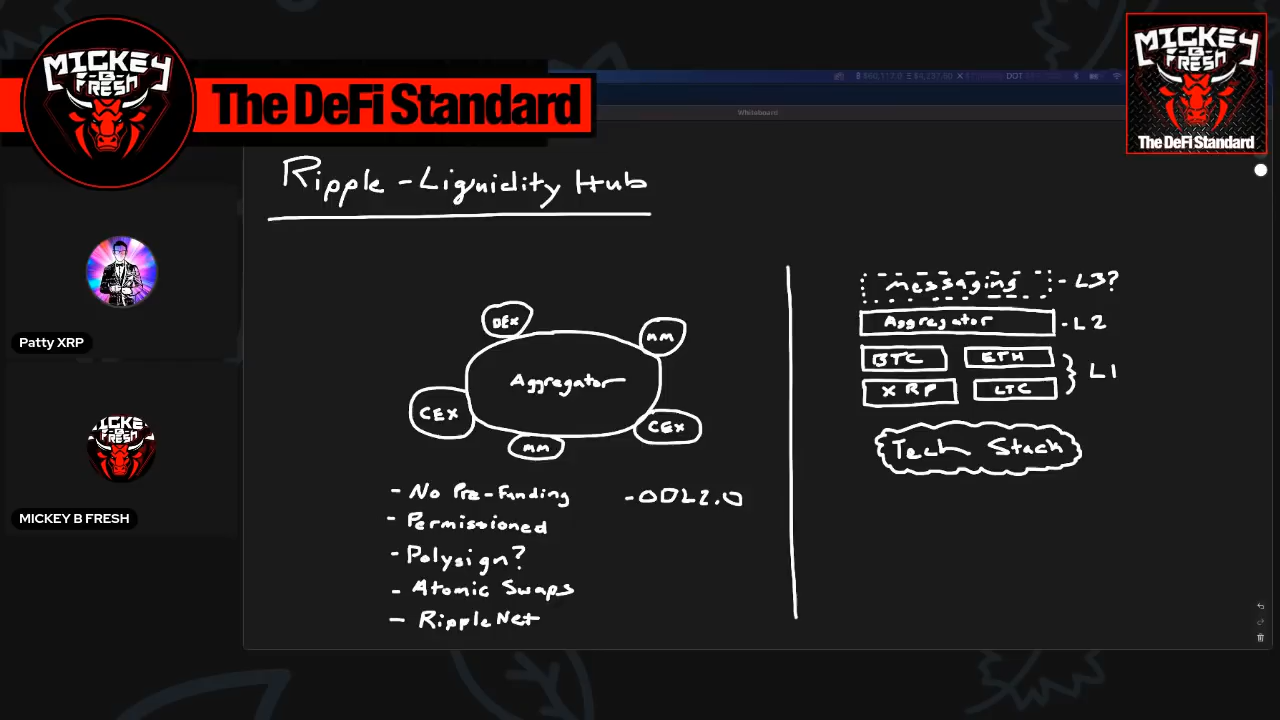 MICKEY
-B-
FRESH
The DeFi Standard
MICKEY
-B-
FRESH
The DeFi Standard
Whiteboard
Ripple - Liquidity Hub
Patty XRP
MICKEY
-B-
FRESH
MICKEY B FRESH
DEX
MM
Aggregator
CEX
CEX
MM
- No Pre-Funding
- ODL2.0
- Permissioned
- Polysign?
- Atomic Swaps
- RippleNet
messaging - L3?
Aggregator - L2
BTC ETH
XRP LTC
L1
Tech Stack